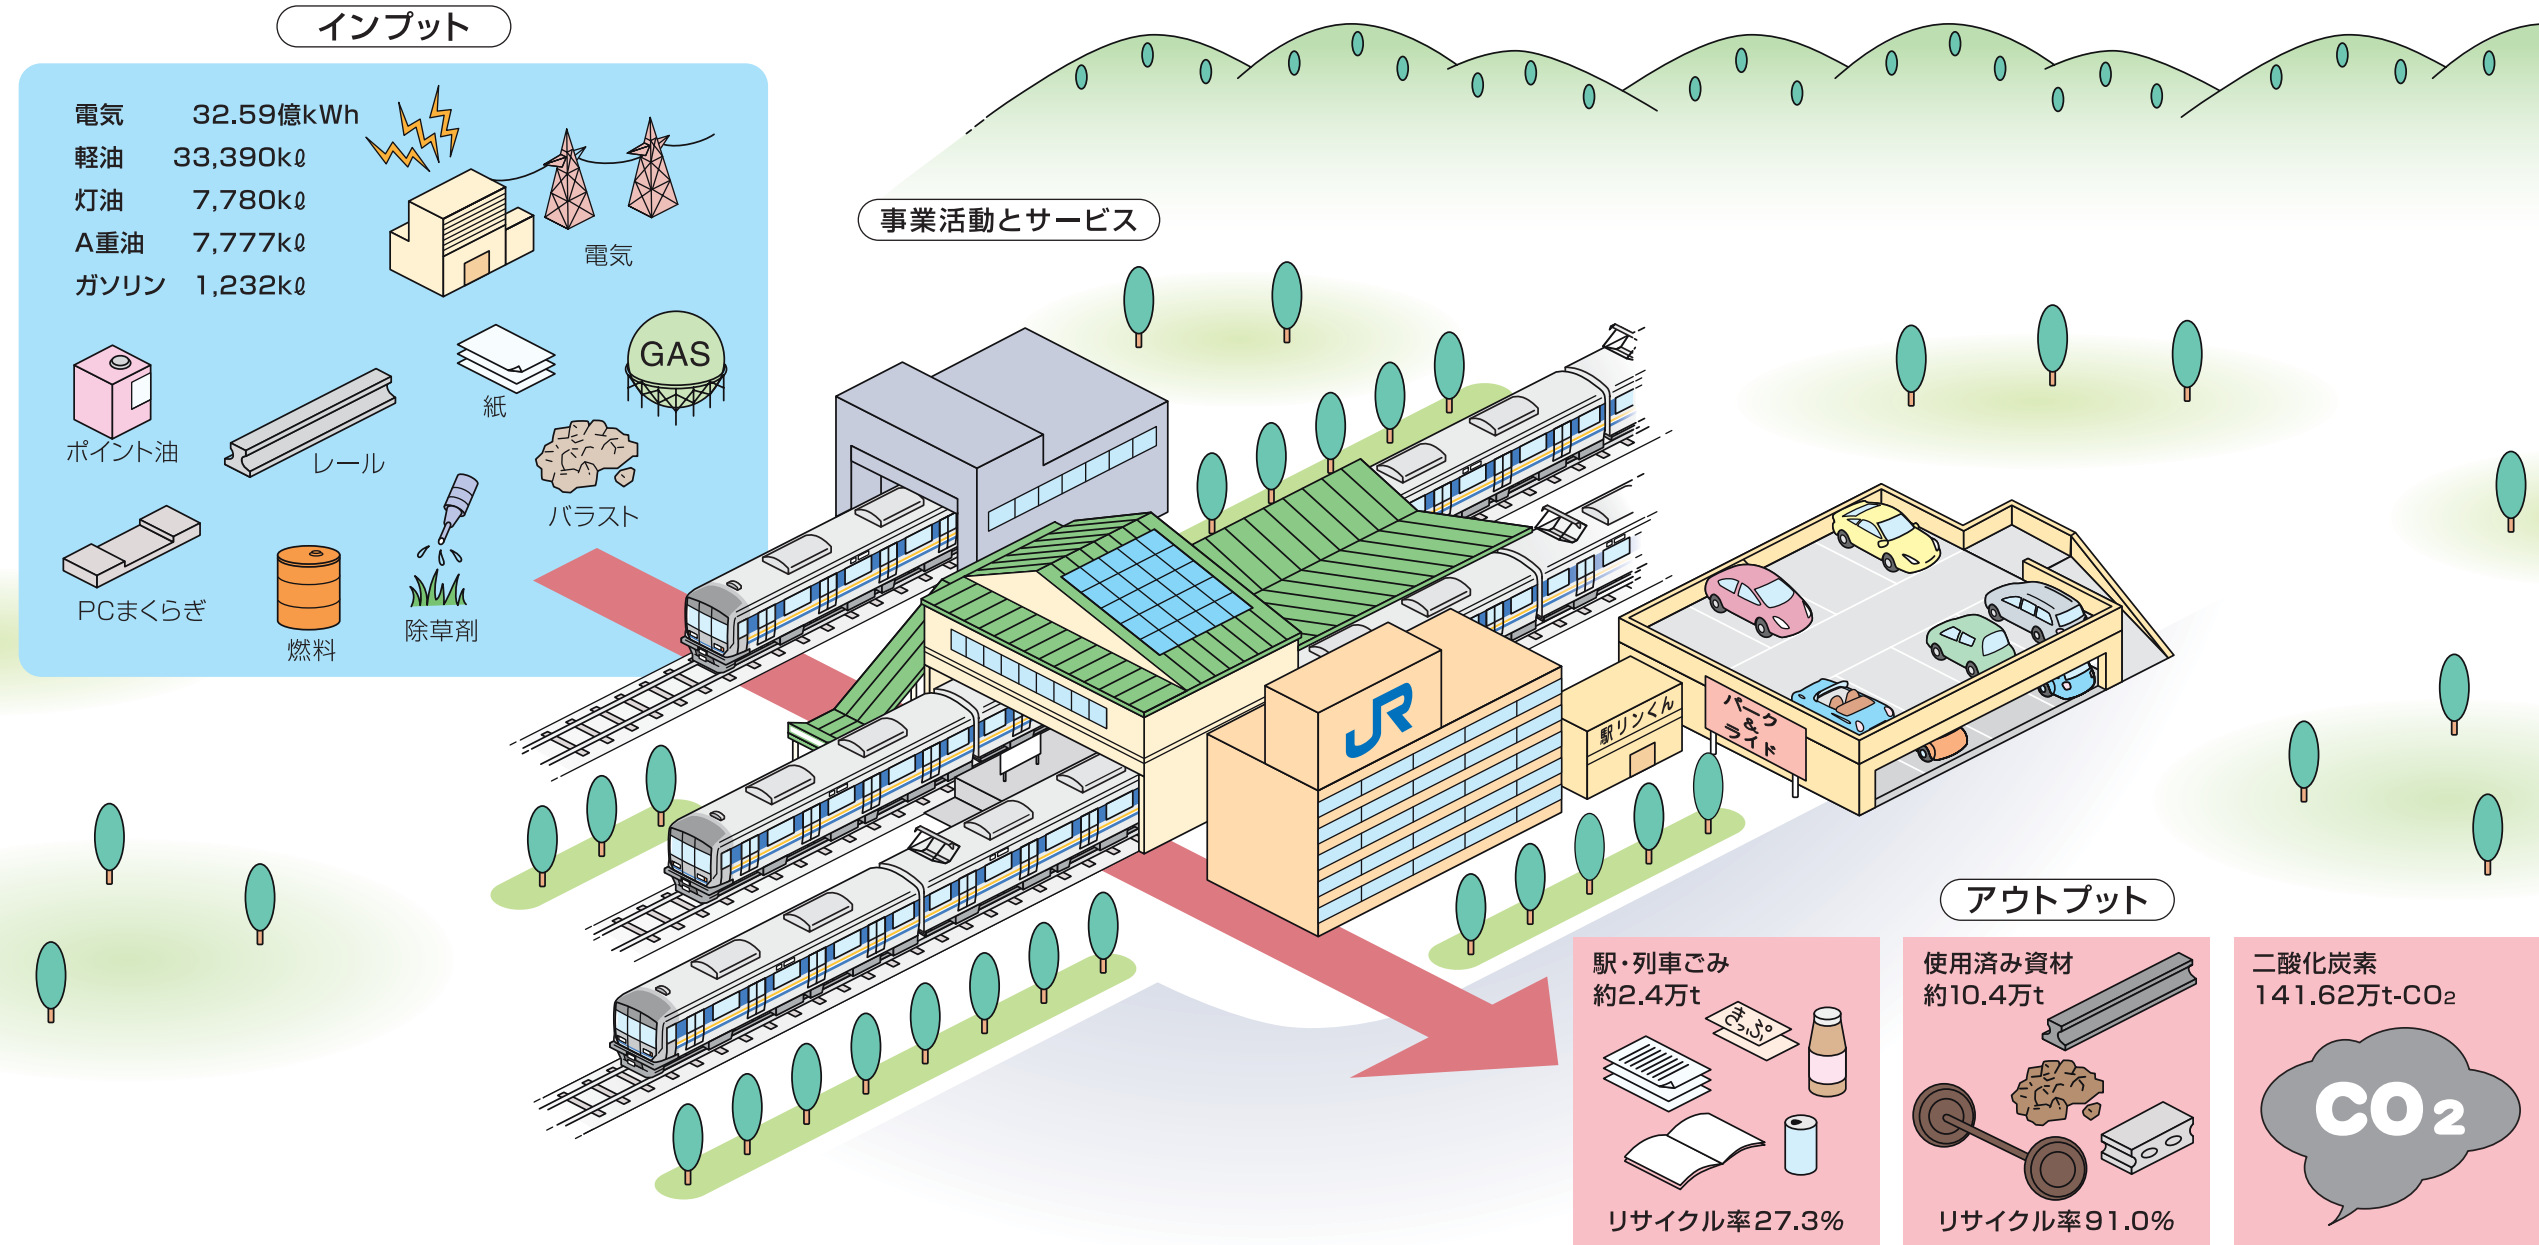 インプット
電気 32.59億kWh
軽油 33,390kℓ
灯油 7,780kℓ
A重油 7,777kℓ
ガソリン 1,232kℓ
電気
GAS
紙
ポイント油
レール
バラスト
PCまくらぎ
燃料
除草剤
事業活動とサービス
JR
駅リンくん
パーク
&
ライド
アウトプット
駅・列車ごみ
約2.4万t
きっぷ
リサイクル率27.3%
使用済み資材
約10.4万t
リサイクル率91.0%
二酸化炭素
141.62万t-CO₂
CO₂